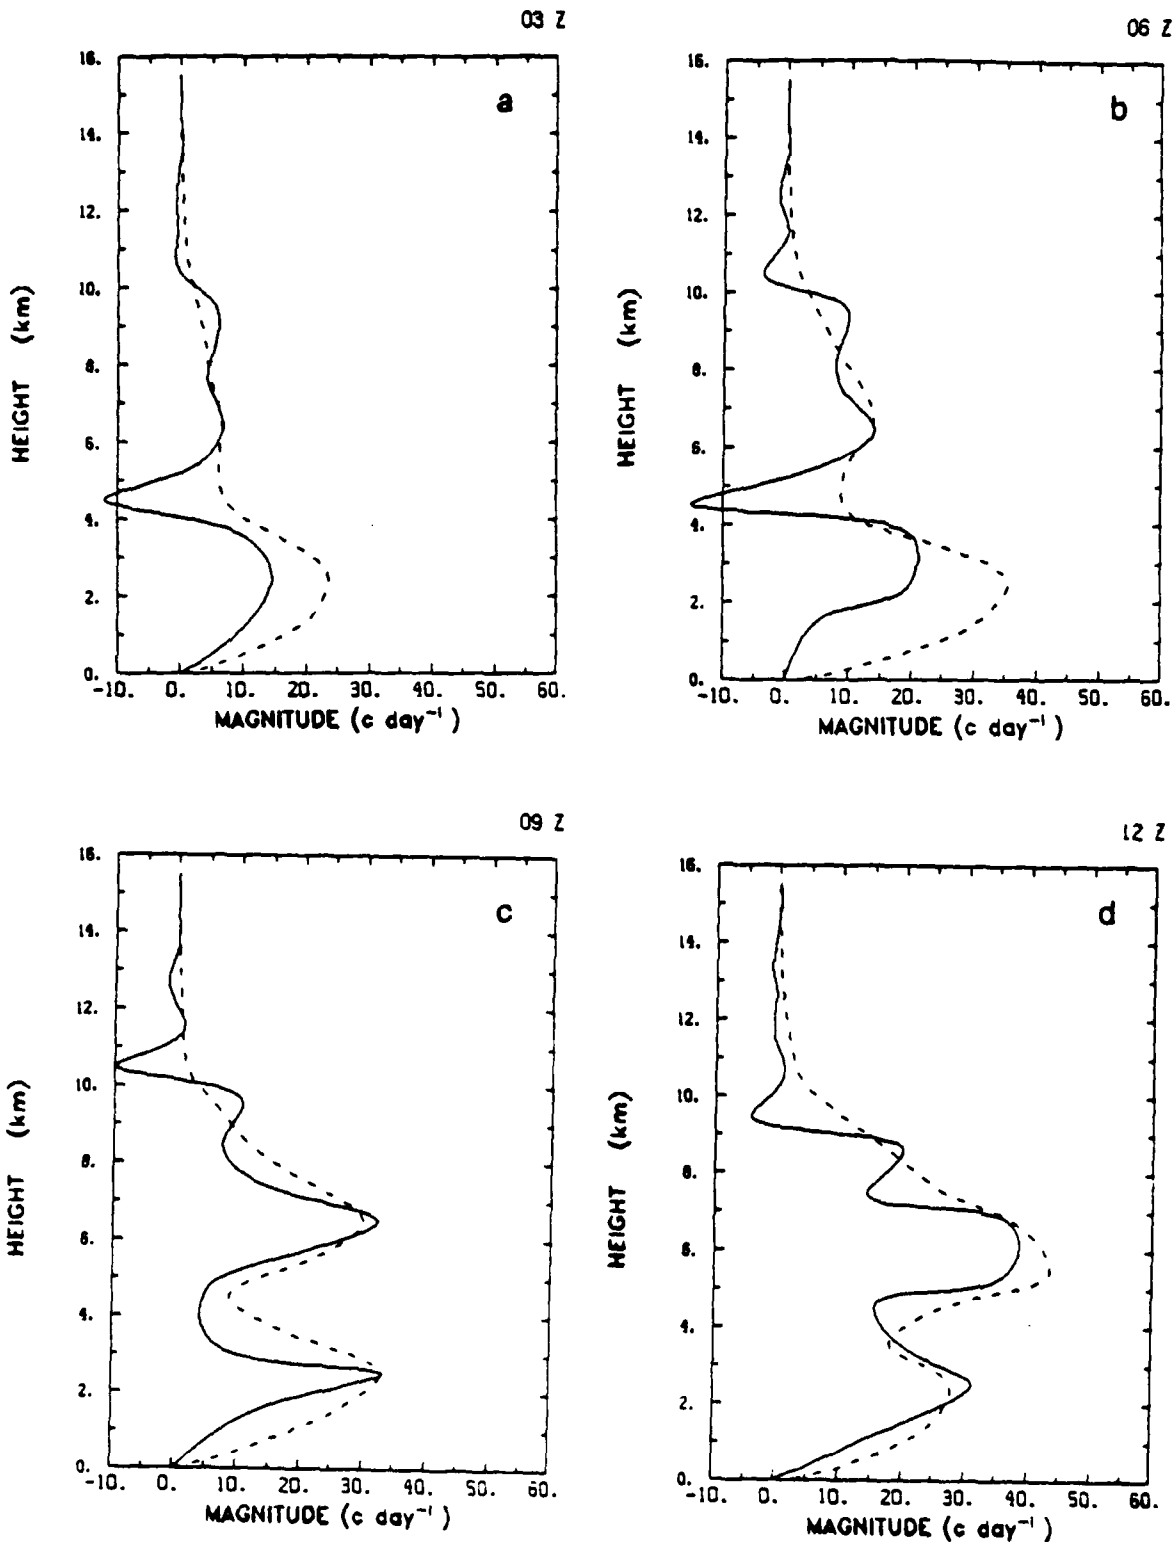 03 Z
a
16.
14.
12.
10.
8.
6.
4.
2.
0.
HEIGHT (km)
-10. 0. 10. 20. 30. 40. 50. 60.
MAGNITUDE (c day⁻¹)
06 Z
b
16.
14.
12.
10.
8.
6.
4.
2.
0.
HEIGHT (km)
-10. 0. 10. 20. 30. 40. 50. 60.
MAGNITUDE (c day⁻¹)
09 Z
c
16.
14.
12.
10.
8.
6.
4.
2.
0.
HEIGHT (km)
-10. 0. 10. 20. 30. 40. 50. 60.
MAGNITUDE (c day⁻¹)
12 Z
d
16.
14.
12.
10.
8.
6.
4.
2.
0.
HEIGHT (km)
-10. 0. 10. 20. 30. 40. 50. 60.
MAGNITUDE (c day⁻¹)